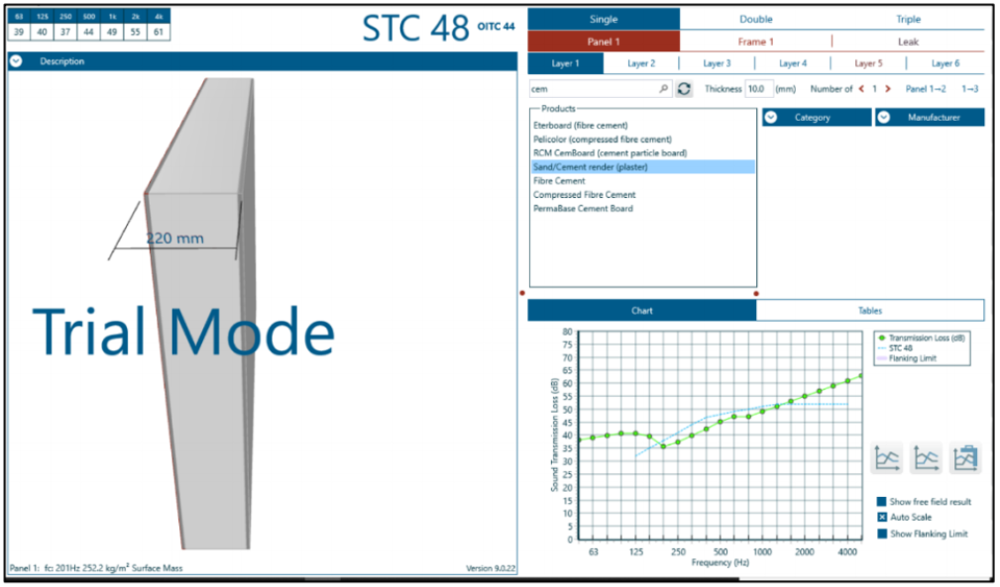 63 125 250 500 1k 2k 4k
39 40 37 44 49 55 61
STC 48 OITC 44
Description
220 mm
Trial Mode
Panel 1: fc: 201Hz 252.2 kg/m² Surface Mass
Version 9.0.22
Single Double Triple
Panel 1 Frame 1 Leak
Layer 1 Layer 2 Layer 3 Layer 4 Layer 5 Layer 6
cem Thickness 10.0 (mm) Number of < 1 > Panel 1→2 1→3
Products
Category Manufacturer
Eterboard (fibre cement)
Pelicolor (compressed fibre cement)
RCM CemBoard (cement particle board)
Sand/Cement render (plaster)
Fibre Cement
Compressed Fibre Cement
PermaBase Cement Board
Chart Tables
80
75
70
65
60
55
50
45
40
35
30
25
20
15
10
5
0
Sound Transmission Loss (dB)
63 125 250 500 1000 2000 4000
Frequency (Hz)
Transmission Loss (dB)
STC 48
Flanking Limit
Show free field result
Auto Scale
Show Flanking Limit